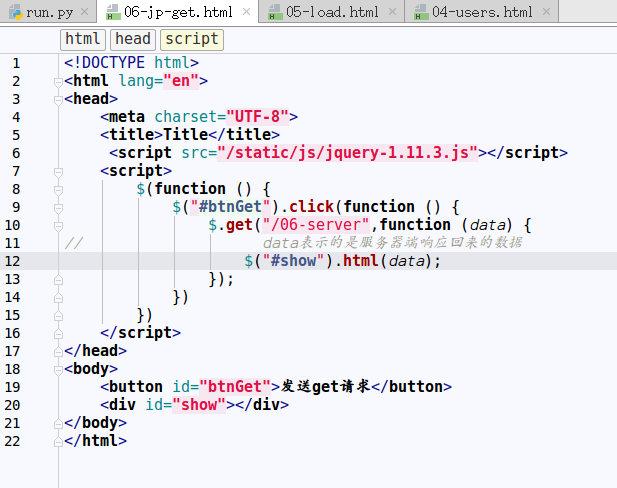 run.py 06-jp-get.html 05-load.html 04-users.html
html head script
1 <!DOCTYPE html>
2 <html lang="en">
3 <head>
4 <meta charset="UTF-8">
5 <title>Title</title>
6 <script src="/static/js/jquery-1.11.3.js"></script>
7 <script>
8 $(function () {
9 $("#btnGet").click(function () {
10 $.get("/06-server",function (data) {
11 // data表示的是服务器端响应回来的数据
12 $("#show").html(data);
13 });
14 })
15 })
16 </script>
17 </head>
18 <body>
19 <button id="btnGet">发送get请求</button>
20 <div id="show"></div>
21 </body>
22 </html>